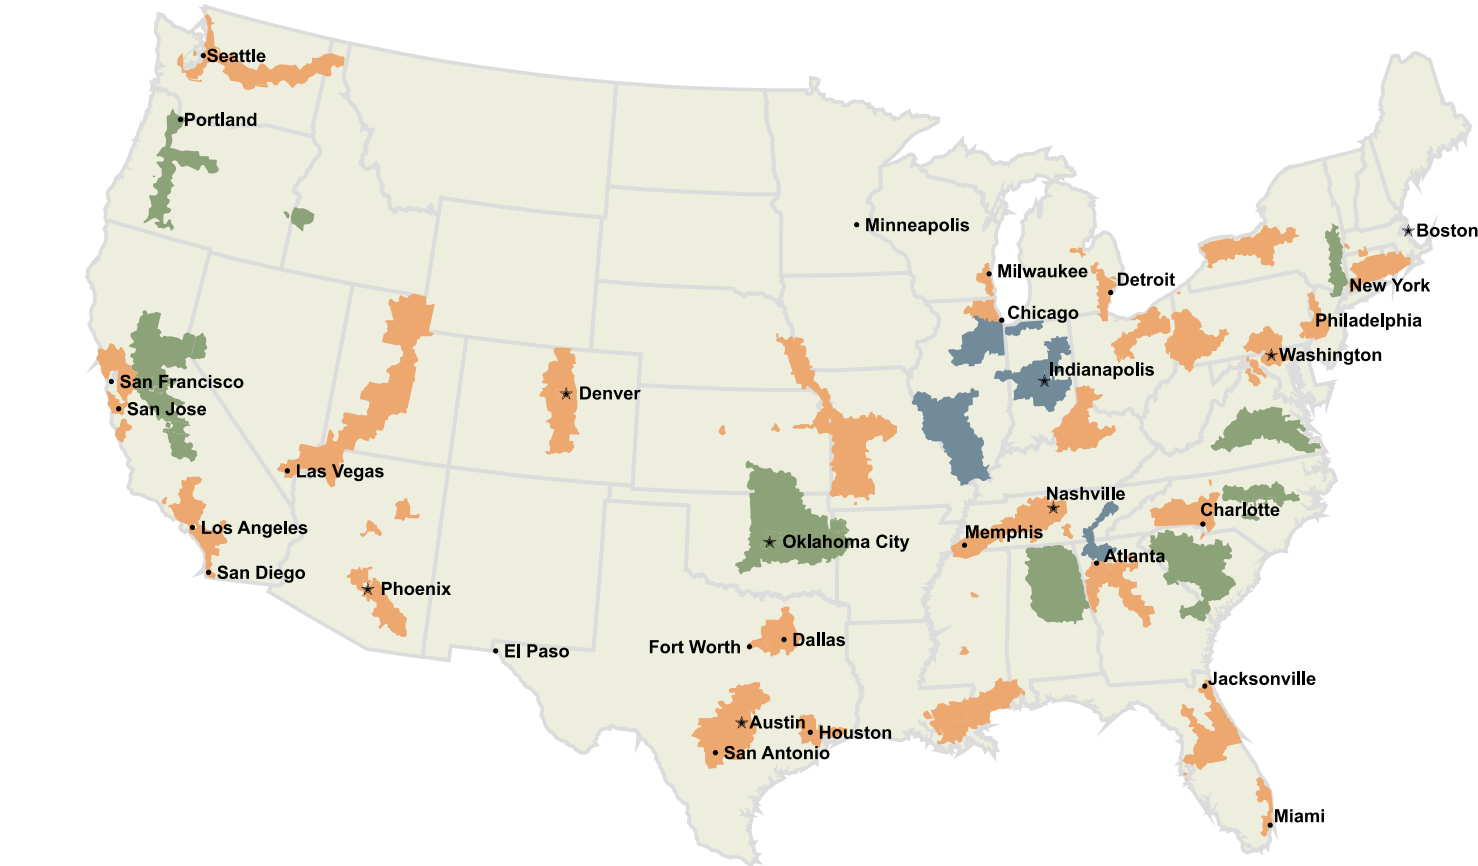 Seattle
Portland
Minneapolis
Boston
Milwaukee
Detroit
New York
Chicago
Philadelphia
Washington
Indianapolis
San Francisco
Denver
San Jose
Las Vegas
Nashville
Charlotte
Los Angeles
Memphis
Oklahoma City
Atlanta
San Diego
Phoenix
Dallas
Fort Worth
El Paso
Jacksonville
Austin
Houston
San Antonio
Miami